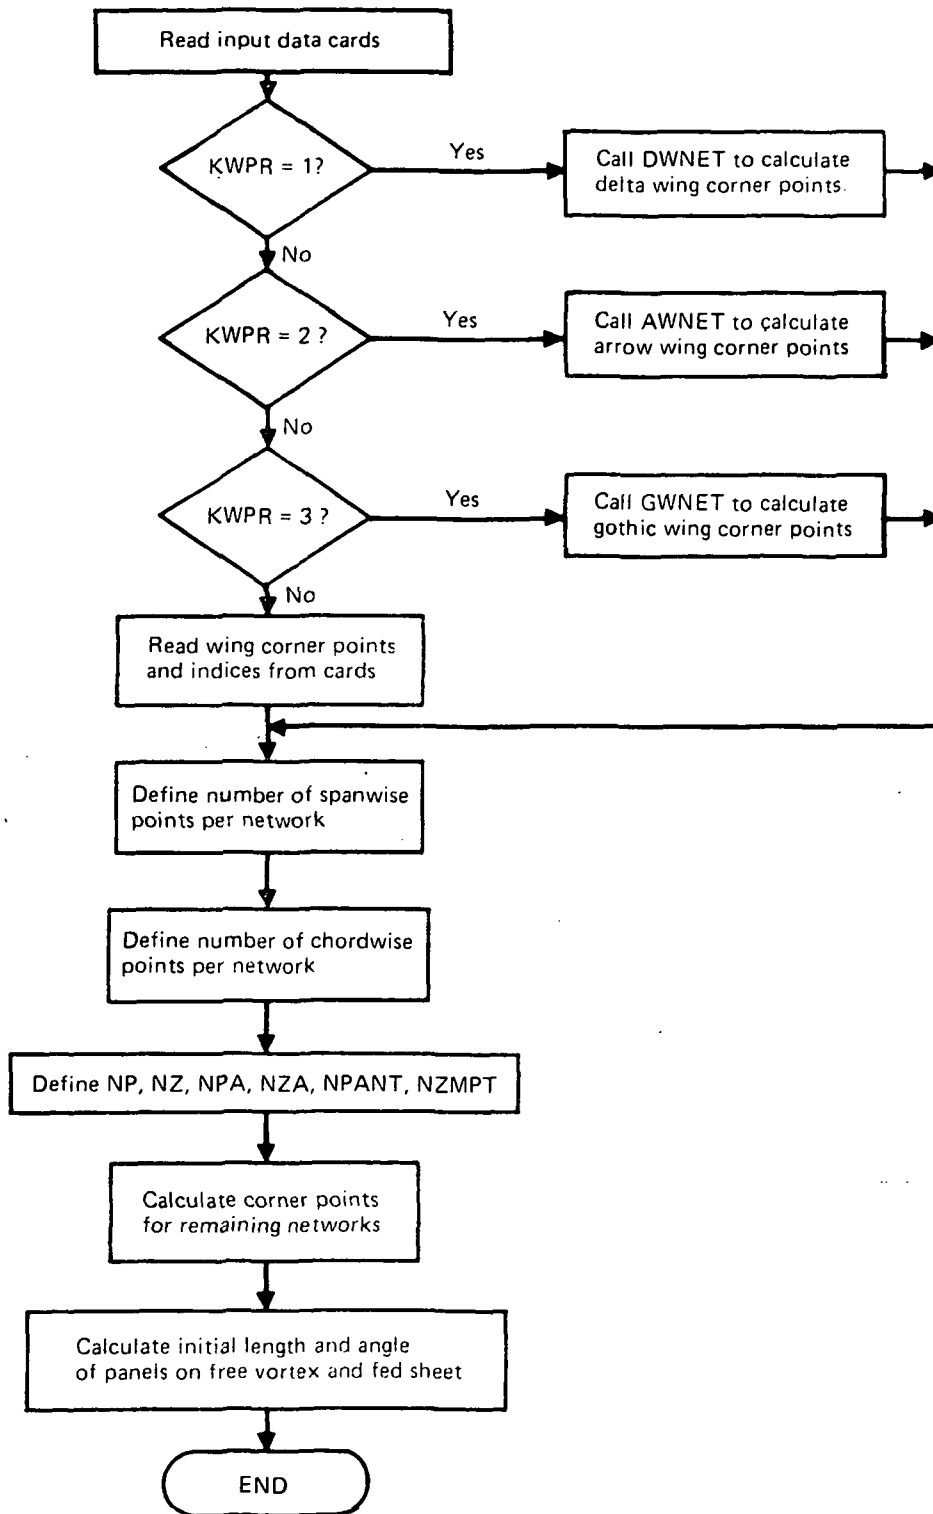 Read input data cards
KWPR = 1?
Yes
Call DWNET to calculate
delta wing corner points.
No
KWPR = 2 ?
Yes
Call AWNET to calculate
arrow wing corner points
No
KWPR = 3 ?
Yes
Call GWNET to calculate
gothic wing corner points
No
Read wing corner points
and indices from cards
Define number of spanwise
points per network
Define number of chordwise
points per network
Define NP, NZ, NPA, NZA, NPANT, NZMPT
Calculate corner points
for remaining networks
Calculate initial length and angle
of panels on free vortex and fed sheet
END